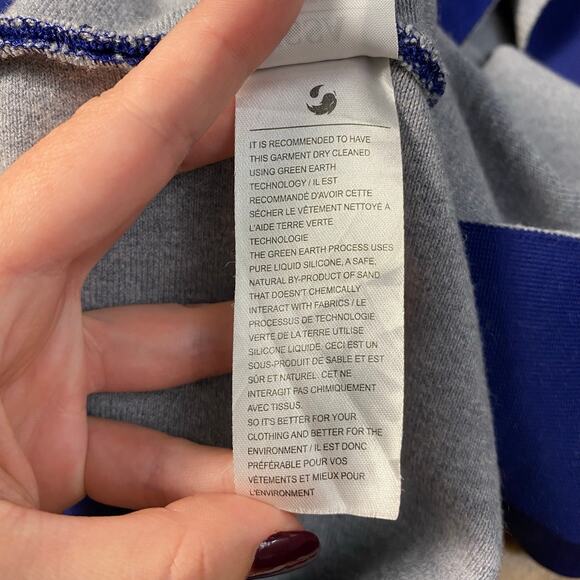 IT IS RECOMMENDED TO HAVE
THIS GARMENT DRY CLEANED
USING GREEN EARTH
TECHNOLOGY / IL EST
RECOMMANDÉ D'AVOIR CETTE
SÉCHER LE VÊTEMENT NETTOYÉ A
L'AIDE TERRE VERTE
TECHNOLOGIE
THE GREEN EARTH PROCESS USES
PURE LIQUID SILICONE, A SAFE,
NATURAL BY-PRODUCT OF SAND
THAT DOESN'T CHEMICALLY
INTERACT WITH FABRICS / LE
PROCESSUS DE TECHNOLOGIE
VERTE DE LA TERRE UTILISE
SILICONE LIQUIDE. CECI EST UN
SOUS-PRODUIT DE SABLE ET EST
SÛR ET NATUREL. CET NE
INTERAGIT PAS CHIMIQUEMENT
AVEC TISSUS.
SO IT'S BETTER FOR YOUR
CLOTHING AND BETTER FOR THE
ENVIRONMENT / IL EST DONC
PRÉFÉRABLE POUR VOS
VÊTEMENTS ET MIEUX POUR
L'ENVIRONMENT